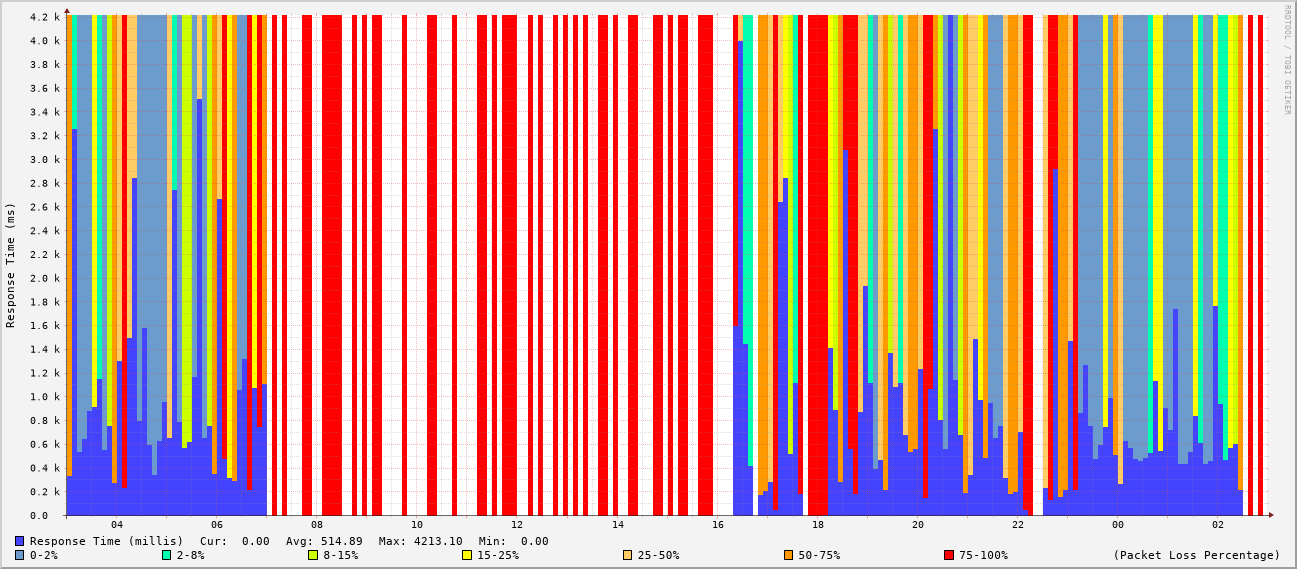 RRDTOOL / TOBI OETIKER
Response Time (ms)
4.2 k
4.0 k
3.8 k
3.6 k
3.4 k
3.2 k
3.0 k
2.8 k
2.6 k
2.4 k
2.2 k
2.0 k
1.8 k
1.6 k
1.4 k
1.2 k
1.0 k
0.8 k
0.6 k
0.4 k
0.2 k
0.0
04 06 08 10 12 14 16 18 20 22 00 02
Response Time (millis) Cur: 0.00 Avg: 514.89 Max: 4213.10 Min: 0.00
0-2% 2-8% 8-15% 15-25% 25-50% 50-75% 75-100% (Packet Loss Percentage)